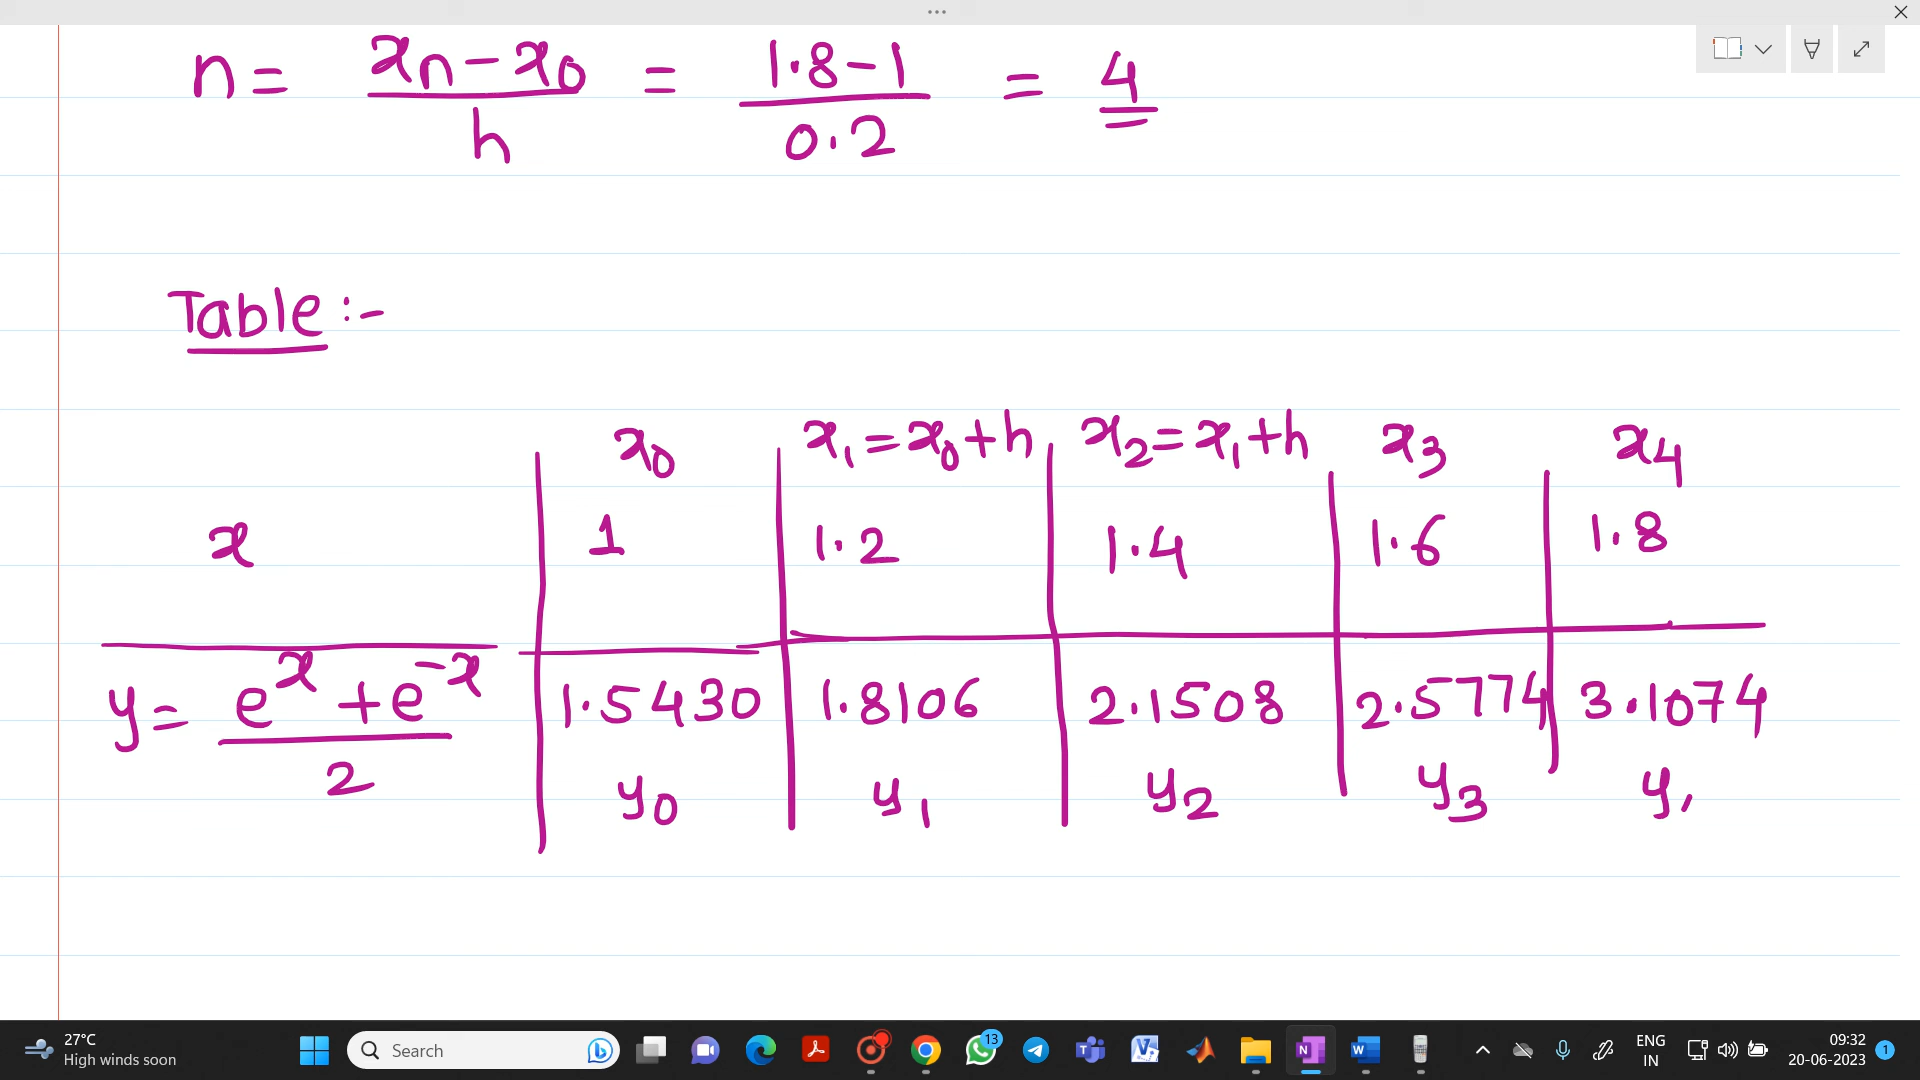 n = xn - x0 / h = 1.8 - 1 / 0.2 = 4
Table :-
x0 x1 = x0 + h x2 = x1 + h x3 x4
x 1 1.2 1.4 1.6 1.8
y = e^x + e^-x / 2 1.5430 1.8106 2.1508 2.5774 3.1074
y0 y1 y2 y3 y
27°C
High winds soon
Search
13
ENG
IN
09:32
20-06-2023
1